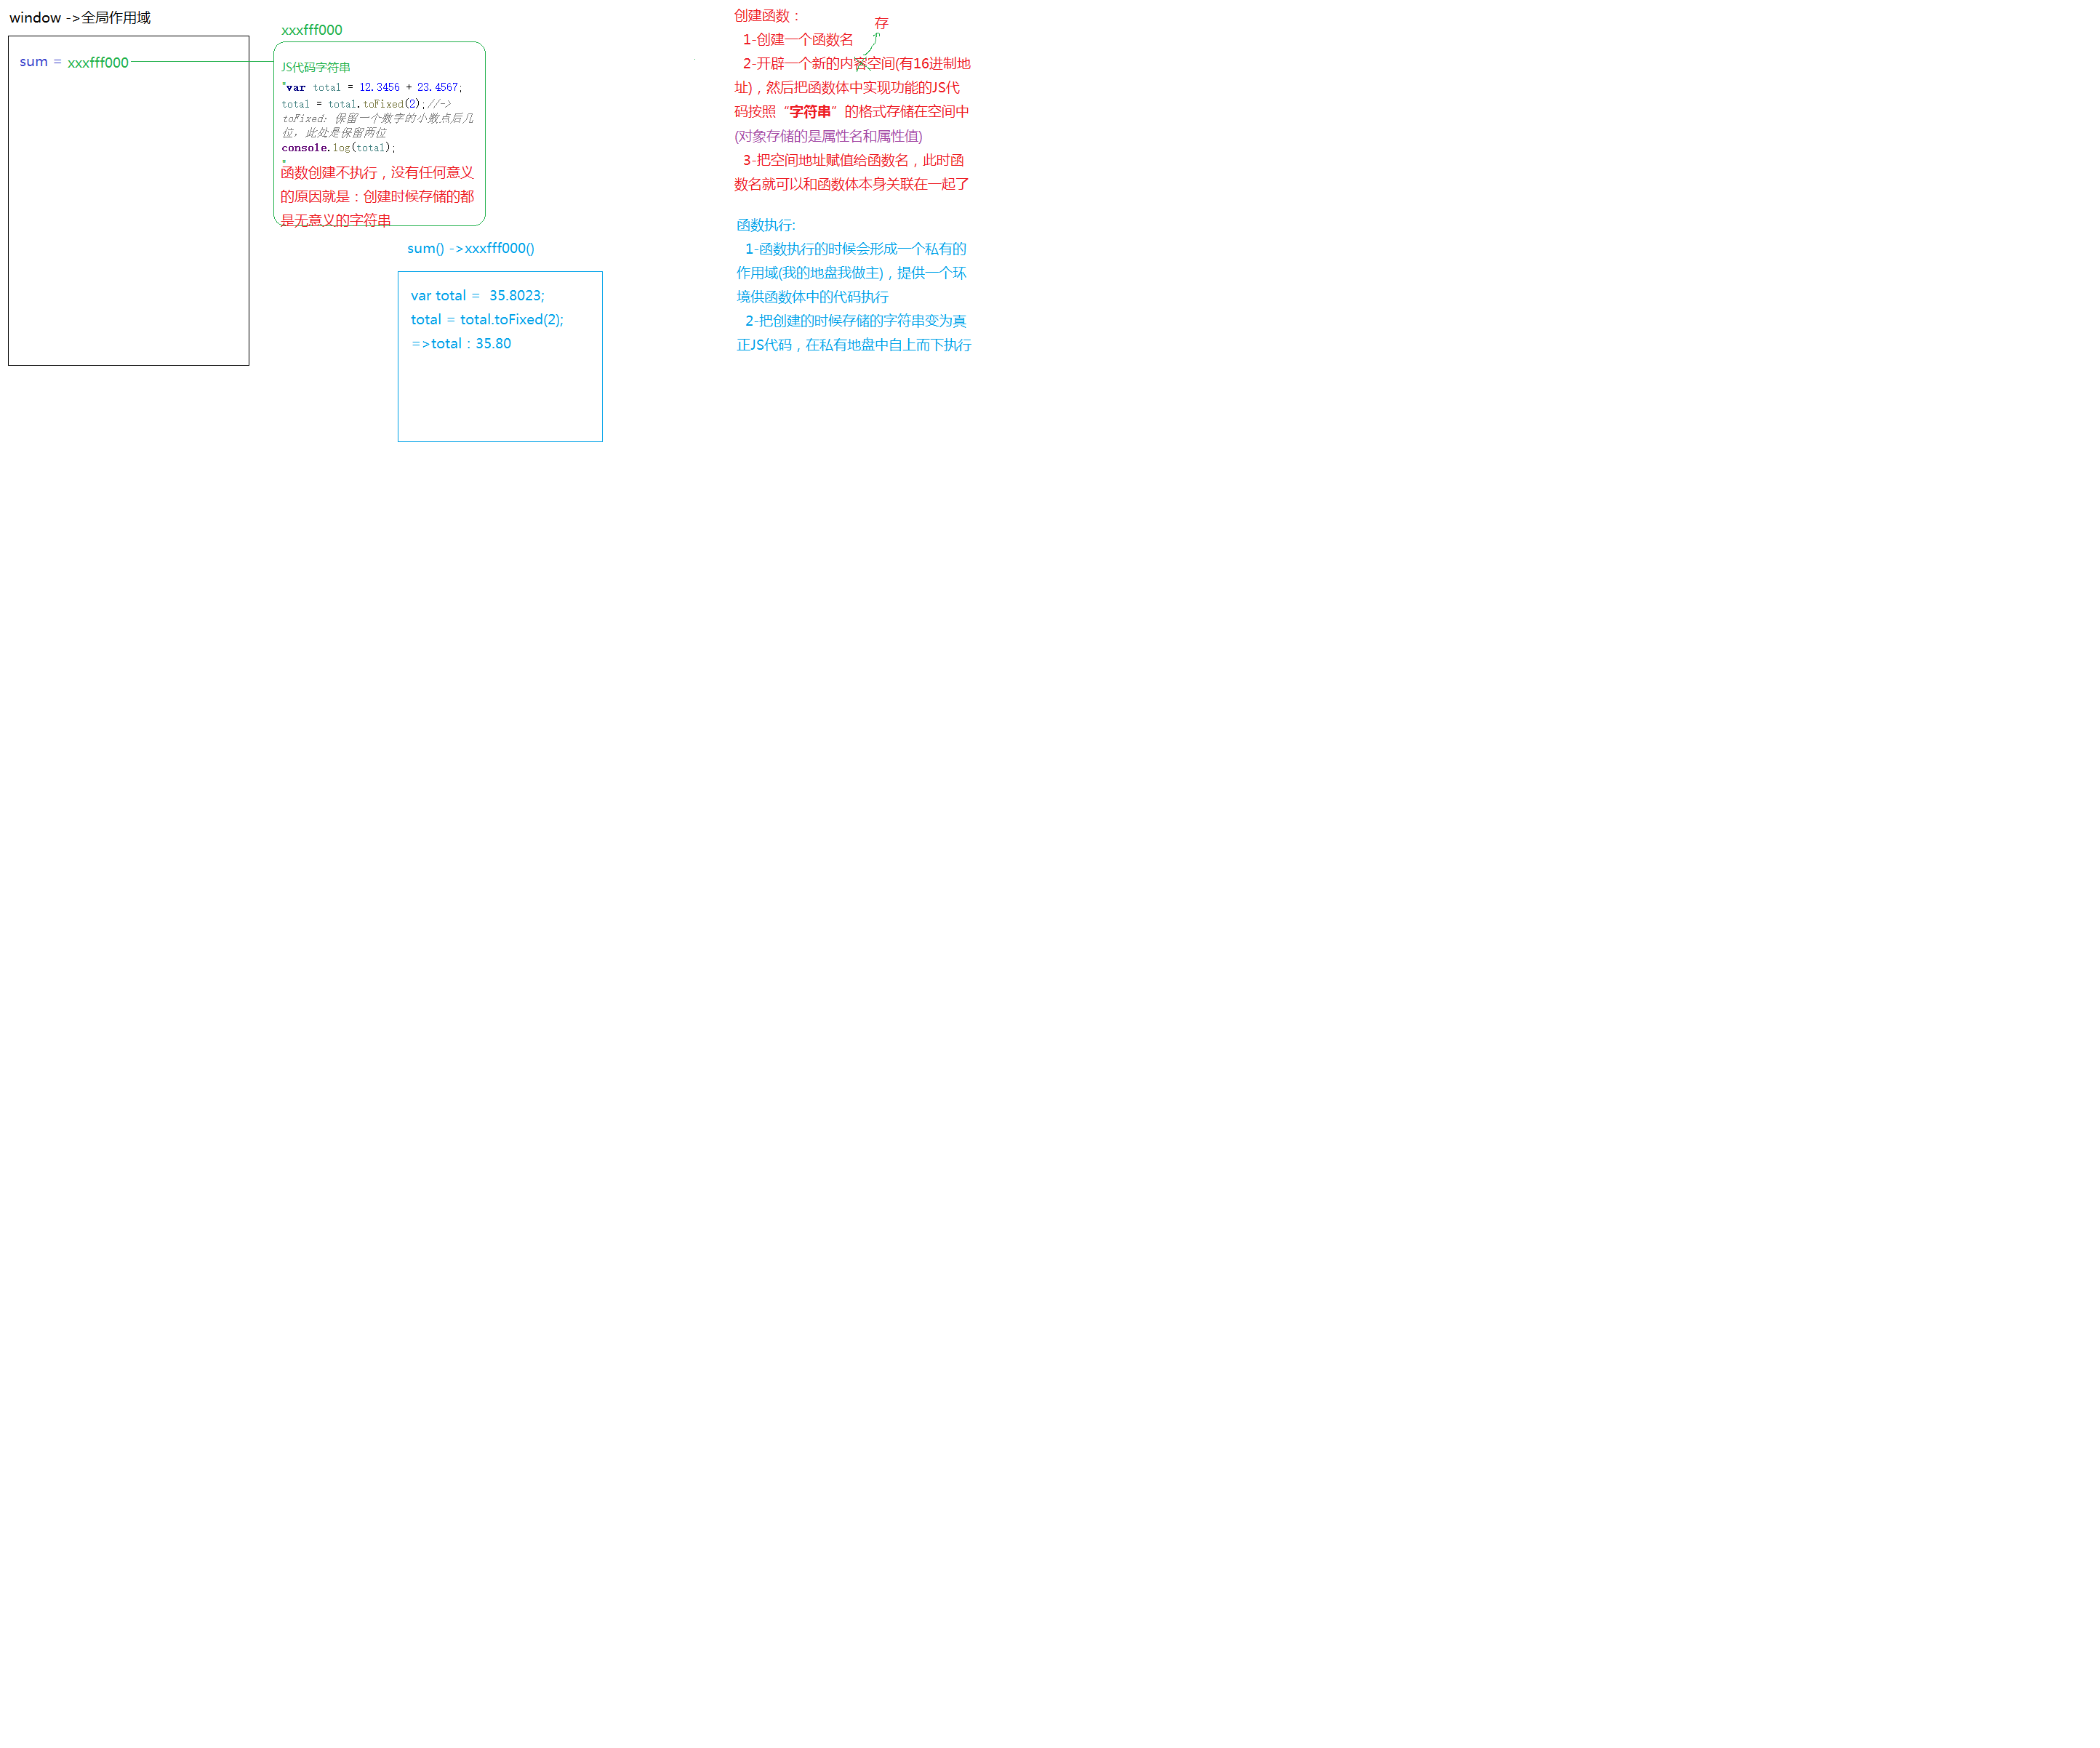 window ->全局作用域
sum = xxxfff000
xxxfff000
JS代码字符串
"var total = 12.3456 + 23.4567;
total = total.toFixed(2);//->
toFixed: 保留一个数字的小数点后几
位，此处是保留两位
console.log(total);
"
函数创建不执行，没有任何意义
的原因就是：创建时候存储的都
是无意义的字符串
sum() ->xxxfff000()
var total =  35.8023;
total = total.toFixed(2);
=>total：35.80
创建函数：
存
1-创建一个函数名
2-开辟一个新的内容空间(有16进制地
址)，然后把函数体中实现功能的JS代
码按照“字符串”的格式存储在空间中
(对象存储的是属性名和属性值)
3-把空间地址赋值给函数名，此时函
数名就可以和函数体本身关联在一起了
函数执行:
1-函数执行的时候会形成一个私有的
作用域(我的地盘我做主)，提供一个环
境供函数体中的代码执行
2-把创建的时候存储的字符串变为真
正JS代码，在私有地盘中自上而下执行